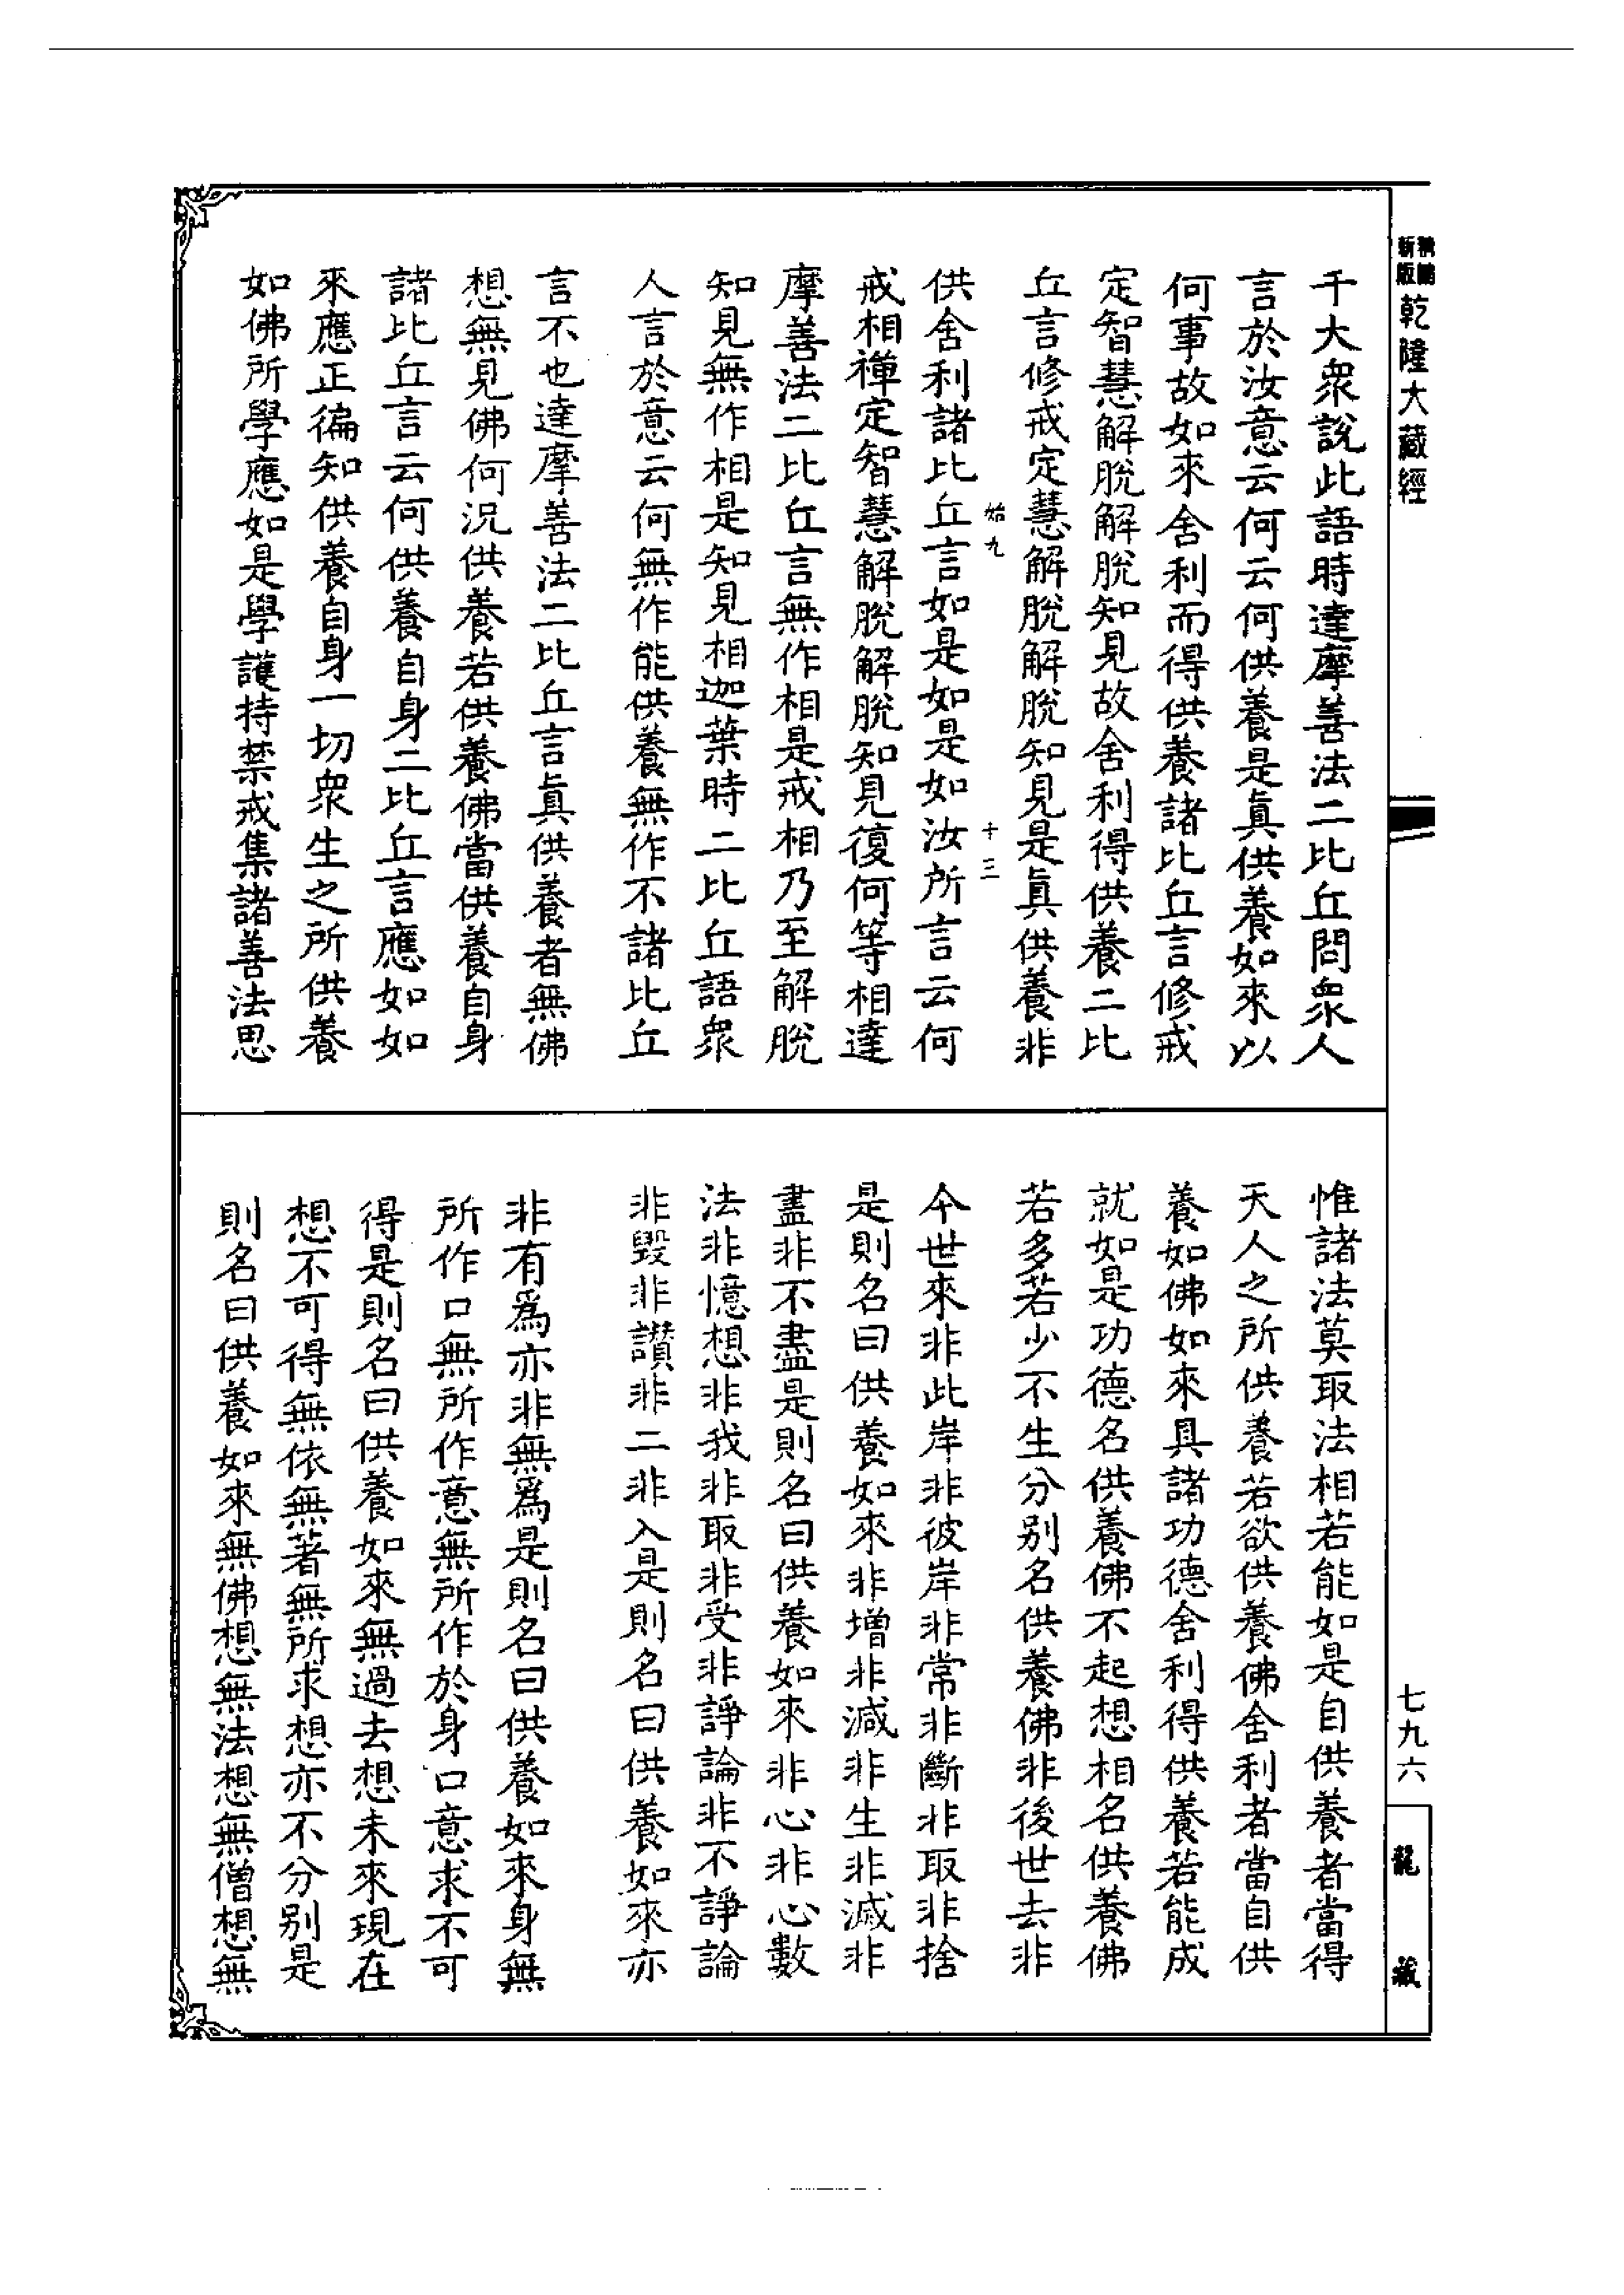 精繕
新版
乾隆大藏經
千大衆說此語時達摩善法二比丘問衆人
言於汝意云何云何供養是眞供養如來以
何事故如來舍利而得供養諸比丘言修戒
定智慧解脫解脫知見故舍利得供養二比
丘言修戒定慧解脫解脫知見是眞供養非
始九 十三
供舍利諸比丘言如是如是如汝所言云何
戒相禪定智慧解脫解脫知見復何等相達
摩善法二比丘言無作相是戒相乃至解脫
知見無作相是知見相迦葉時二比丘語衆
人言於意云何無作能供養無作不諸比丘
言不也達摩善法二比丘言眞供養者無佛
想無見佛何況供養若供養佛當供養自身
諸比丘言云何供養自身二比丘言應如如
來應正徧知供養自身一切衆生之所供養
如佛所學應如是學護持禁戒集諸善法思
惟諸法莫取法相若能如是自供養者當得
天人之所供養若欲供養佛舍利者當自供
養如佛如來具諸功德舍利得供養若能成
就如是功德名供養佛不起想相名供養佛
若多若少不生分別名供養佛非後世去非
今世來非此岸非彼岸非常非斷非取非捨
是則名曰供養如來非增非減非生非滅非
盡非不盡是則名曰供養如來非心非心數
法非憶想非我非取非受非諍論非不諍論
非毀非讚非二非入是則名曰供養如來亦
非有爲亦非無爲是則名曰供養如來身無
所作口無所作意無所作於身口意求不可
得是則名曰供養如來無過去想未來現在
想不可得無依無著無所求想亦不分別是
則名曰供養如來無佛想無法想無僧想無
七九六
龍藏